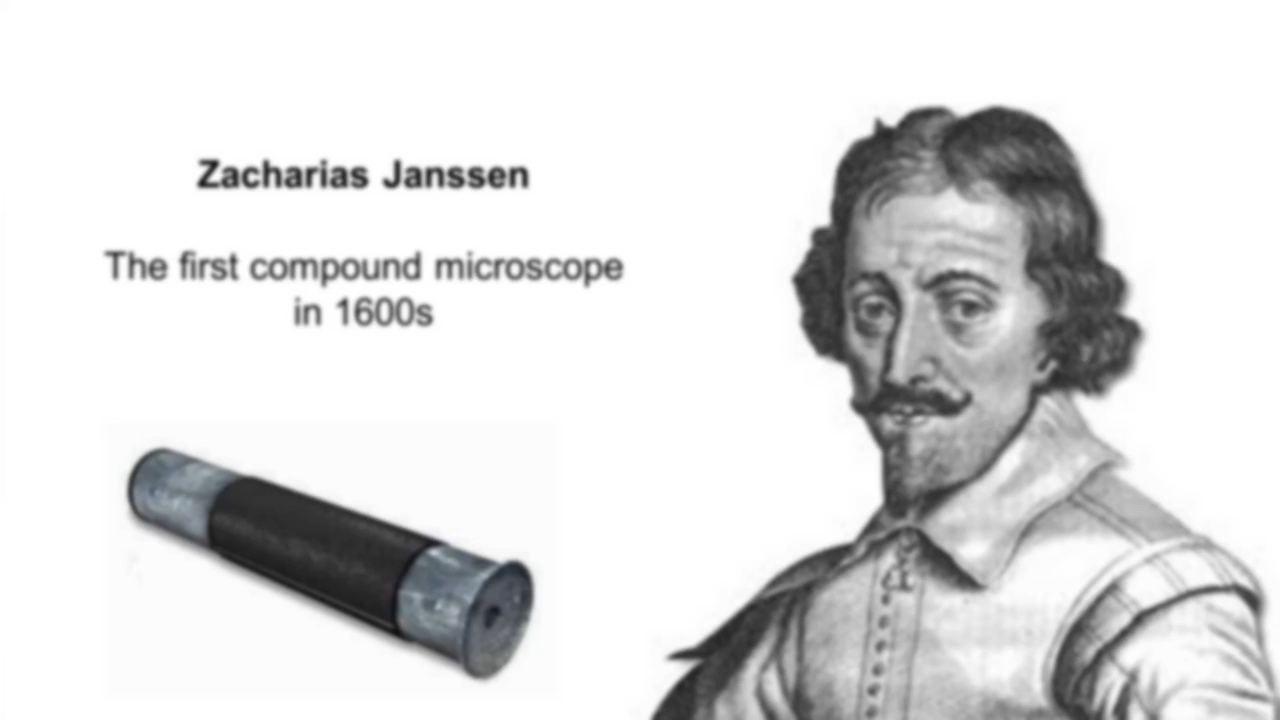 Zacharias Janssen
The first compound microscope
in 1600s